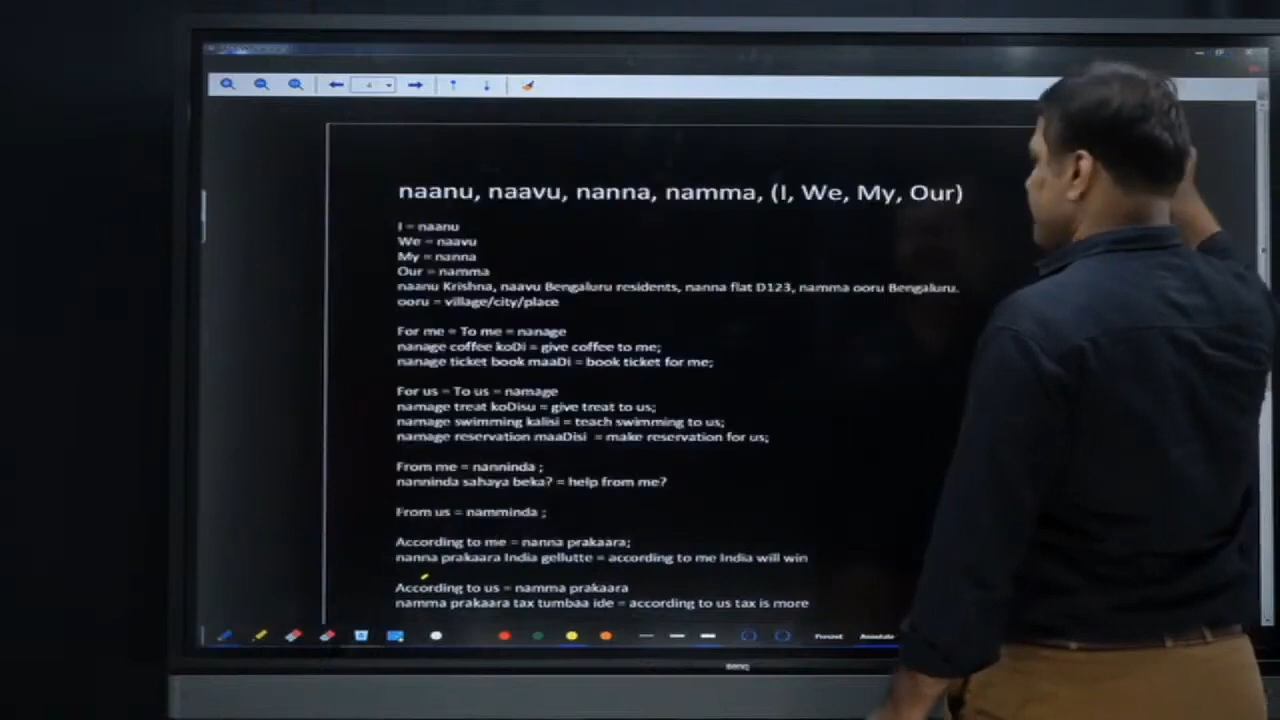 naanu, naavu, nanna, namma, (I, We, My, Our)
I = naanu
We = naavu
My = nanna
Our = namma
naanu Krishna, naavu Bengaluru residents, nanna flat D123, namma ooru Bengaluru.
ooru = village/city/place
For me = To me = nanage
nanage coffee koDi = give coffee to me;
nanage ticket book maaDi = book ticket for me;
For us = To us = namage
namage treat koDisu = give treat to us;
namage swimming kalisi = teach swimming to us;
namage reservation maaDisi = make reservation for us;
From me = nanninda ;
nanninda sahaya beka? = help from me?
From us = namminda ;
According to me = nanna prakaara;
nanna prakaara India gellutte = according to me India will win
According to us = namma prakaara
namma prakaara tax tumbaa ide = according to us tax is more
Present Annotate
BenQ